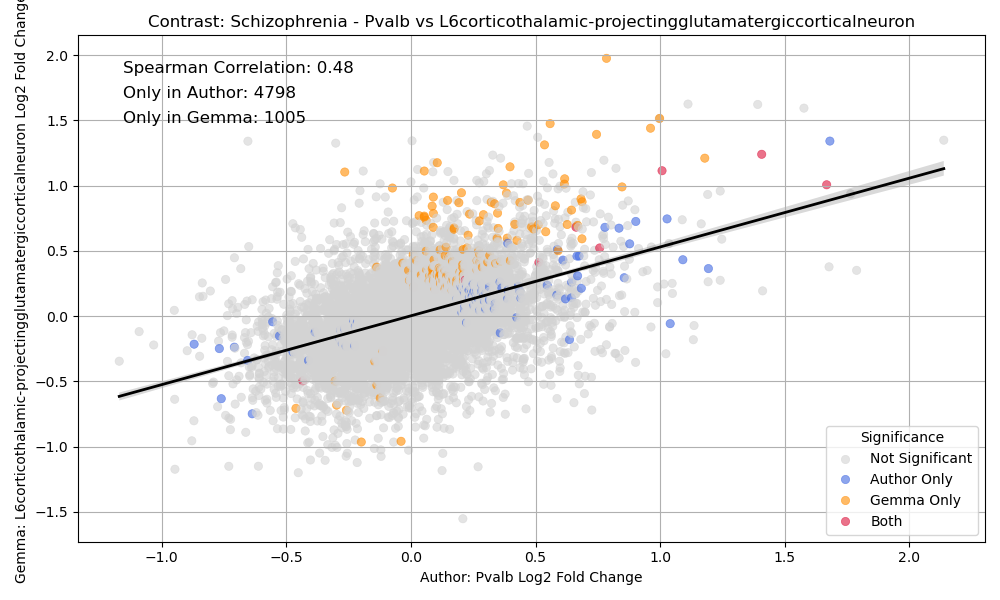 Contrast: Schizophrenia - Pvalb vs L6corticothalamic-projectingglutamatergiccorticalneuron
Gemma: L6corticothalamic-projectingglutamatergiccorticalneuron Log2 Fold Change
2.0
1.5
1.0
0.5
0.0
−0.5
−1.0
−1.5
Spearman Correlation: 0.48
Only in Author: 4798
Only in Gemma: 1005
Significance
Not Significant
Author Only
Gemma Only
Both
−1.0
−0.5
0.0
0.5
1.0
1.5
2.0
Author: Pvalb Log2 Fold Change